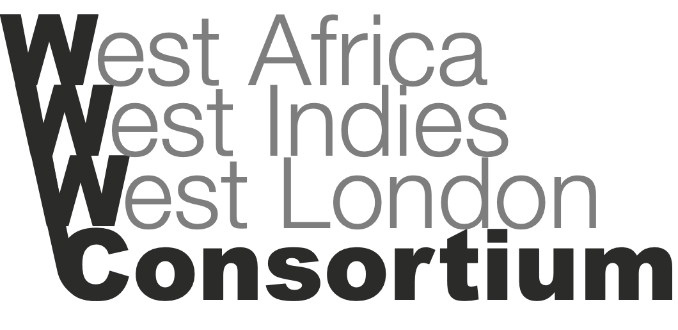 West Africa
West Indies
West London
Consortium